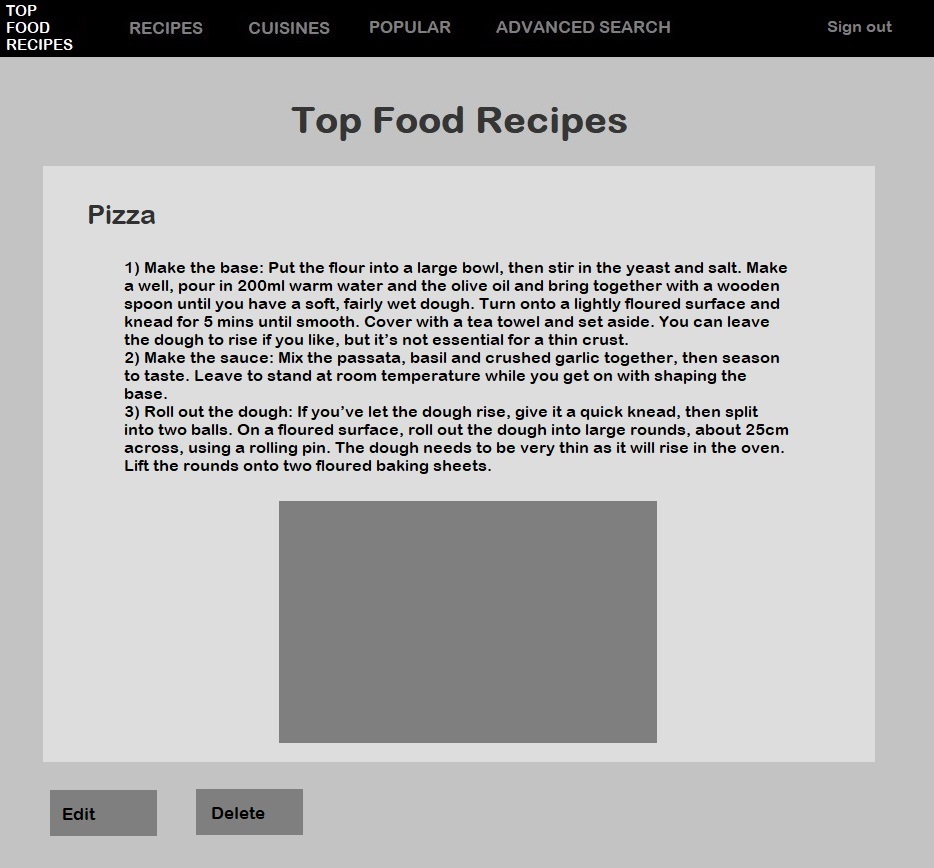 TOP
FOOD
RECIPES
RECIPES
CUISINES
POPULAR
ADVANCED SEARCH
Sign out
Top Food Recipes
Pizza
1) Make the base: Put the flour into a large bowl, then stir in the yeast and salt. Make
a well, pour in 200ml warm water and the olive oil and bring together with a wooden
spoon until you have a soft, fairly wet dough. Turn onto a lightly floured surface and
knead for 5 mins until smooth. Cover with a tea towel and set aside. You can leave
the dough to rise if you like, but it’s not essential for a thin crust.
2) Make the sauce: Mix the passata, basil and crushed garlic together, then season
to taste. Leave to stand at room temperature while you get on with shaping the
base.
3) Roll out the dough: If you’ve let the dough rise, give it a quick knead, then split
into two balls. On a floured surface, roll out the dough into large rounds, about 25cm
across, using a rolling pin. The dough needs to be very thin as it will rise in the oven.
Lift the rounds onto two floured baking sheets.
Edit
Delete